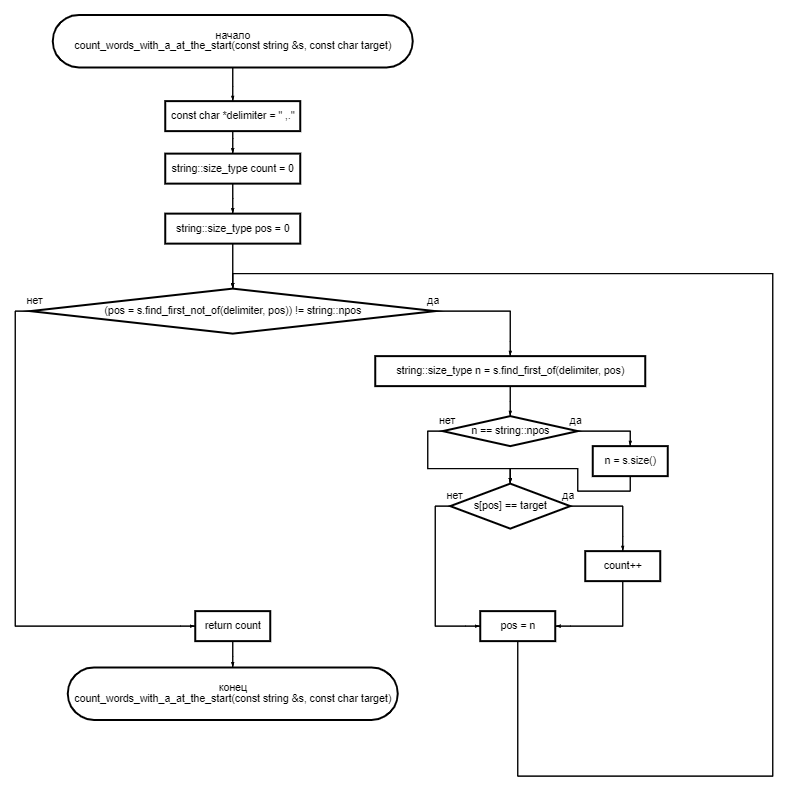 начало
count_words_with_a_at_the_start(const string &s, const char target)
const char *delimiter = " ,."
string::size_type count = 0
string::size_type pos = 0
нет
да
(pos = s.find_first_not_of(delimiter, pos)) != string::npos
string::size_type n = s.find_first_of(delimiter, pos)
нет
да
n == string::npos
n = s.size()
нет
да
s[pos] == target
count++
return count
pos = n
конец
count_words_with_a_at_the_start(const string &s, const char target)